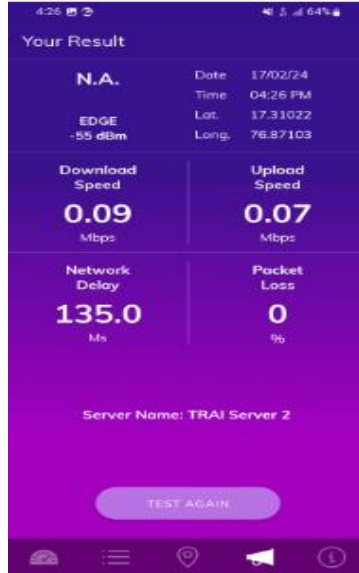 4:26 64%
Your Result
N.A.
Date 17/02/24
Time 04:26 PM
EDGE
-55 dBm
Lat. 17.31022
Long. 76.87103
Download Speed
Upload Speed
0.09
0.07
Mbps
Mbps
Network Delay
Packet Loss
135.0
0
Ms
%
Server Name: TRAI Server 2
TEST AGAIN